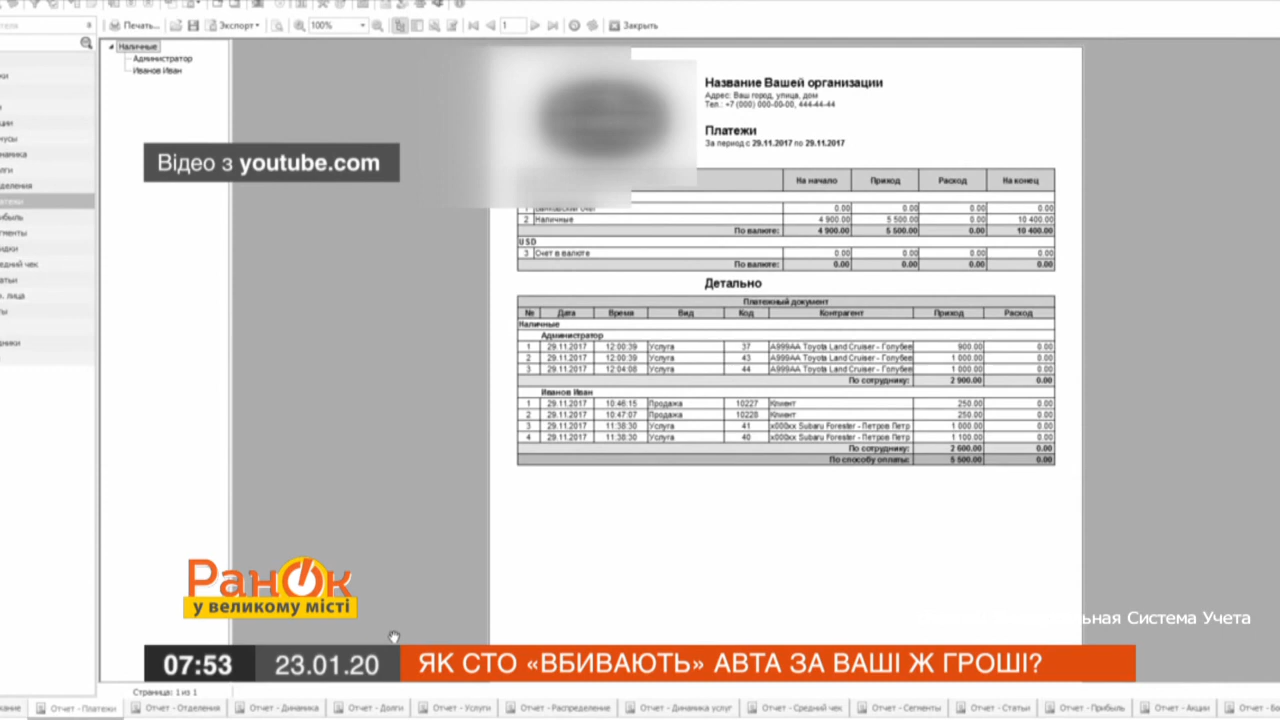 Печать...
Экспорт
100%
1
Закрыть
Наличные
Администратор
Иванов Иван
Название Вашей организации
Адрес: Ваш город, улица, дом
Тел.: +7 (000) 000-00-00, 444-44-44
Платежи
За период с 29.11.2017 по 29.11.2017
Відео з youtube.com
На начало Приход Расход На конец
0.00 0.00 0.00 0.00
2 Наличные 4 900.00 5 500.00 0.00 10 400.00
По валюте: 4 900.00 5 500.00 0.00 10 400.00
USD
3 Счет в валюте 0.00 0.00 0.00 0.00
По валюте: 0.00 0.00 0.00 0.00
Детально
Платежный документ
№ Дата Время Вид Код Контрагент Приход Расход
Наличные
Администратор
1 29.11.2017 12:00:39 Услуга 37 А999АА Toyota Land Cruiser - Голубее 900.00 0.00
2 29.11.2017 12:00:39 Услуга 43 А999АА Toyota Land Cruiser - Голубее 1 000.00 0.00
3 29.11.2017 12:04:08 Услуга 44 А999АА Toyota Land Cruiser - Голубее 1 000.00 0.00
По сотруднику: 2 900.00 0.00
Иванов Иван
1 29.11.2017 10:46:15 Продажа 10227 Клиент 250.00 0.00
2 29.11.2017 10:47:07 Продажа 10228 Клиент 250.00 0.00
3 29.11.2017 11:38:30 Услуга 41 х000хх Subaru Forester - Петров Петр 1 000.00 0.00
4 29.11.2017 11:38:30 Услуга 40 х000хх Subaru Forester - Петров Петр 1 100.00 0.00
По сотруднику: 2 600.00 0.00
По способу оплаты: 5 500.00 0.00
РанОк
у великому місті
льная Система Учета
07:53 23.01.20 ЯК СТО «ВБИВАЮТЬ» АВТА ЗА ВАШІ Ж ГРОШІ?
Страница: 1 из 1
Отчет - Платежи Отчет - Отделения Отчет - Динамика Отчет - Долги Отчет - Услуги Отчет - Распределение Отчет - Динамика услуг Отчет - Средний чек Отчет - Сегменты Отчет - Статьи Отчет - Прибыль Отчет - Акции